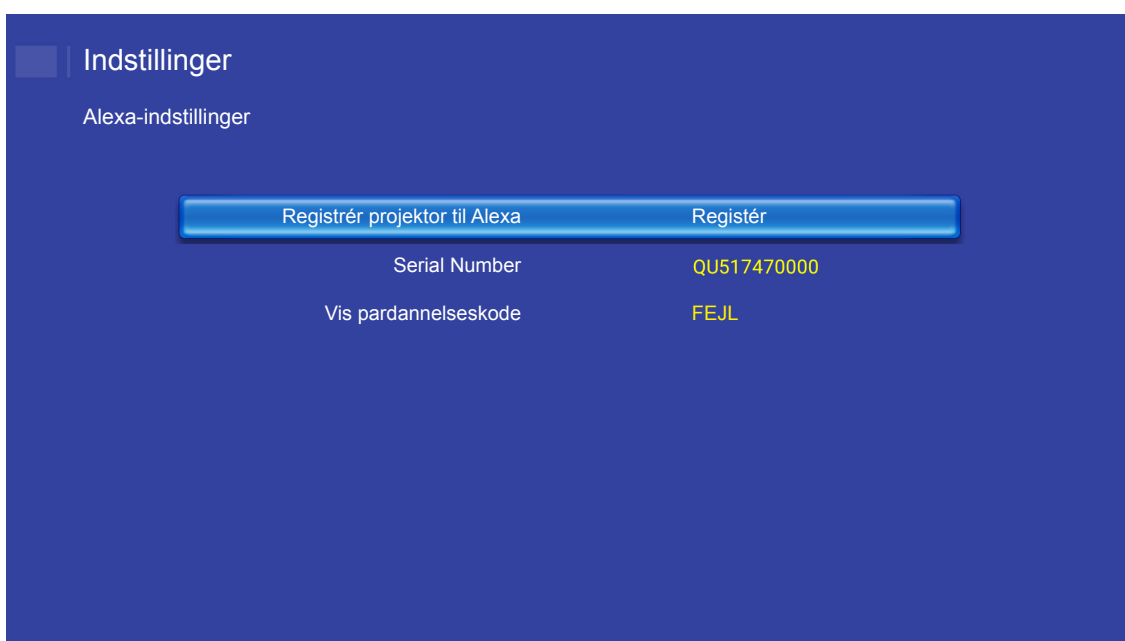 Indstillinger
Alexa-indstillinger
Registrér projektor til Alexa Registér
Serial Number QU517470000
Vis pardannelseskode FEJL